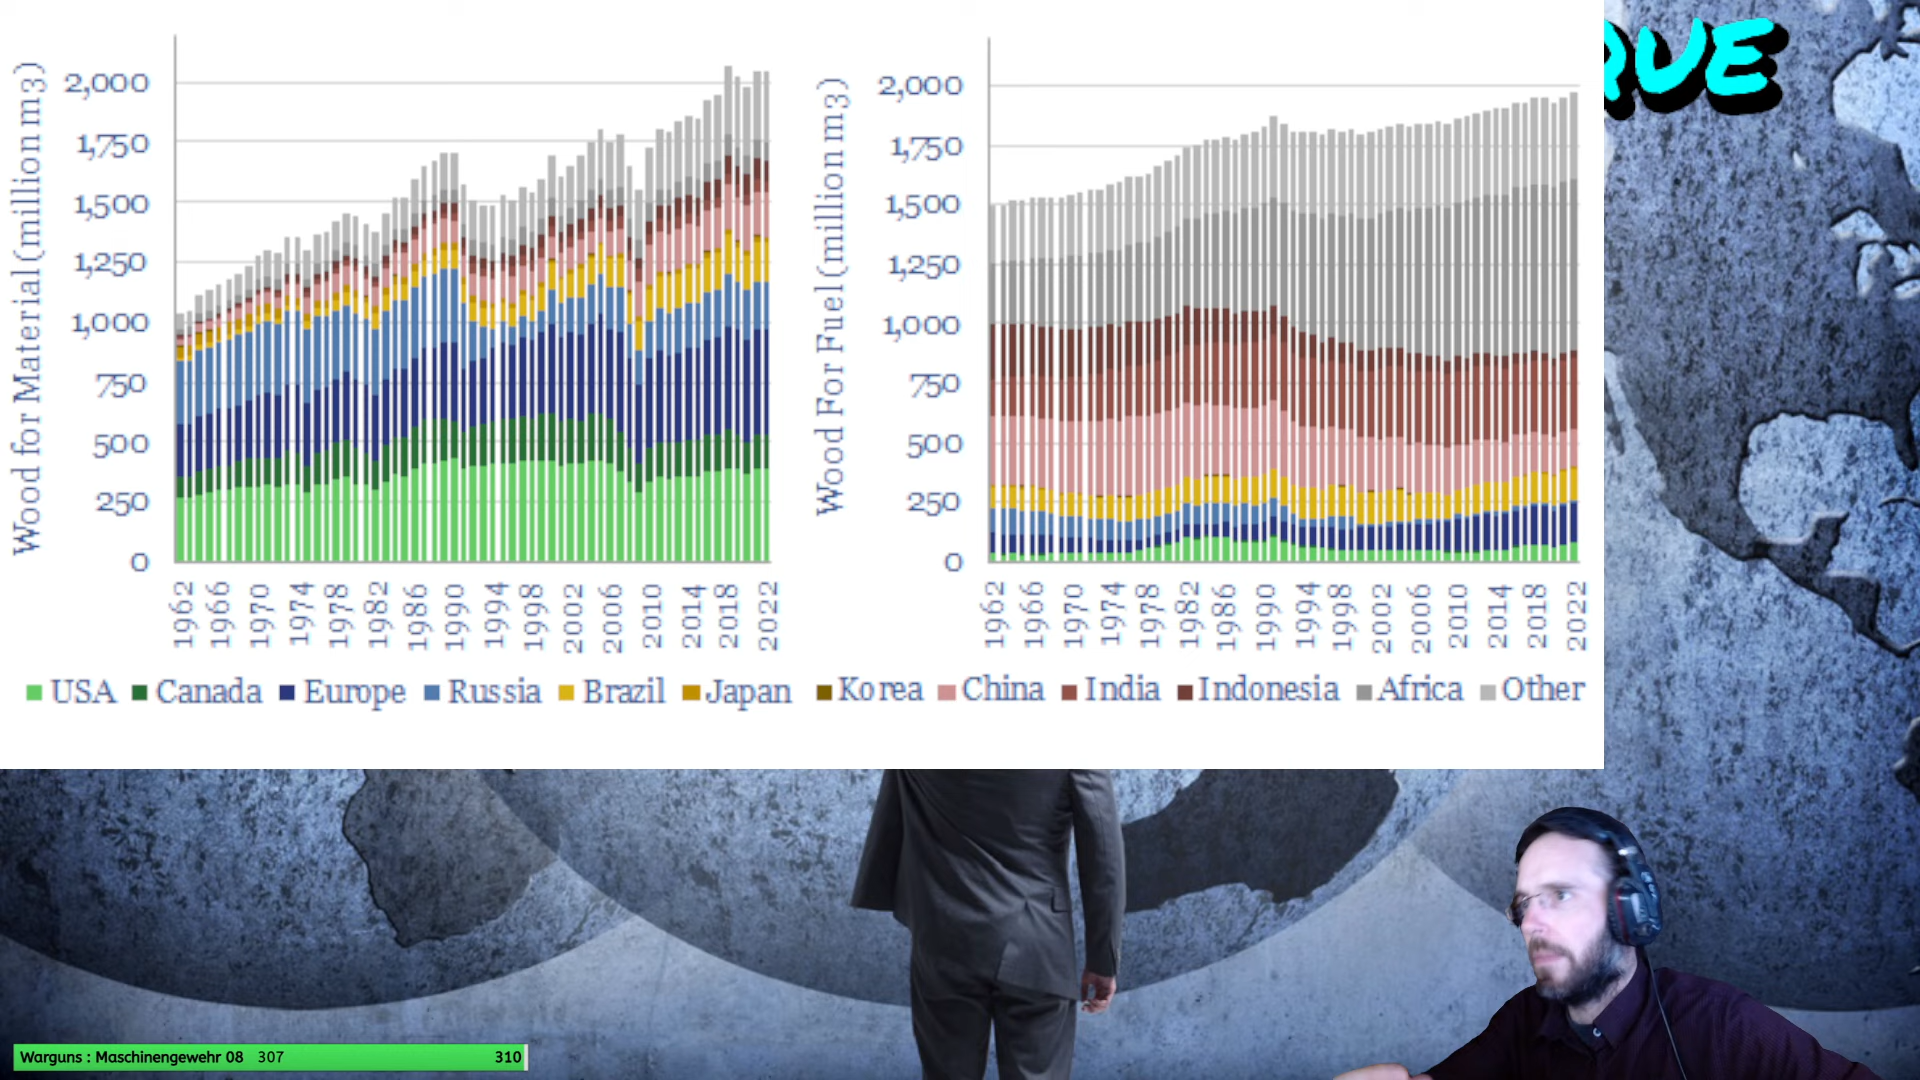 QUE
Wood for Material (million m3)
2,000
1,750
1,500
1,250
1,000
750
500
250
0
1962 1966 1970 1974 1978 1982 1986 1990 1994 1998 2002 2006 2010 2014 2018 2022
Wood For Fuel (million m3)
2,000
1,750
1,500
1,250
1,000
750
500
250
0
1962 1966 1970 1974 1978 1982 1986 1990 1994 1998 2002 2006 2010 2014 2018 2022
USA Canada Europe Russia Brazil Japan Korea China India Indonesia Africa Other
Warguns : Maschinengewehr 08 307 310